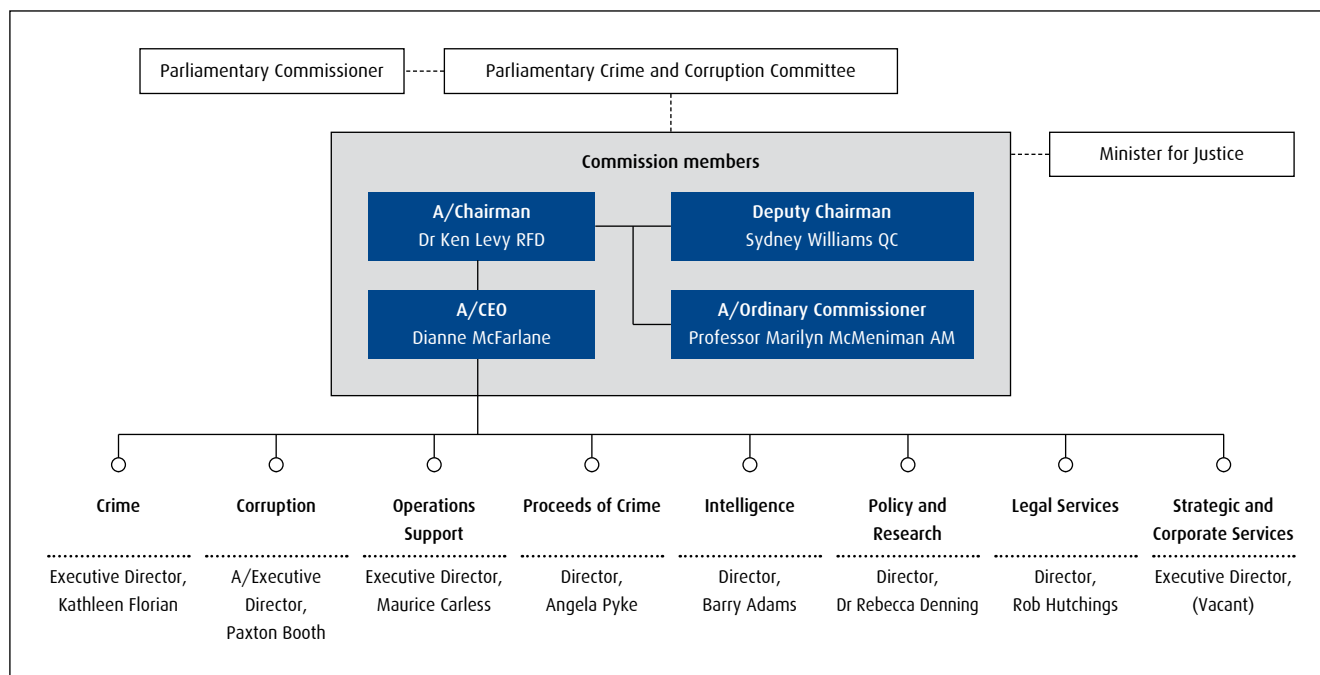 Parliamentary Commissioner
Parliamentary Crime and Corruption Committee
Commission members
Minister for Justice
A/Chairman
Dr Ken Levy RFD
Deputy Chairman
Sydney Williams QC
A/CEO
Dianne McFarlane
A/Ordinary Commissioner
Professor Marilyn McMeniman AM
Crime
Executive Director,
Kathleen Florian
Corruption
A/Executive
Director,
Paxton Booth
Operations
Support
Executive Director,
Maurice Carless
Proceeds of Crime
Director,
Angela Pyke
Intelligence
Director,
Barry Adams
Policy and
Research
Director,
Dr Rebecca Denning
Legal Services
Director,
Rob Hutchings
Strategic and
Corporate Services
Executive Director,
(Vacant)